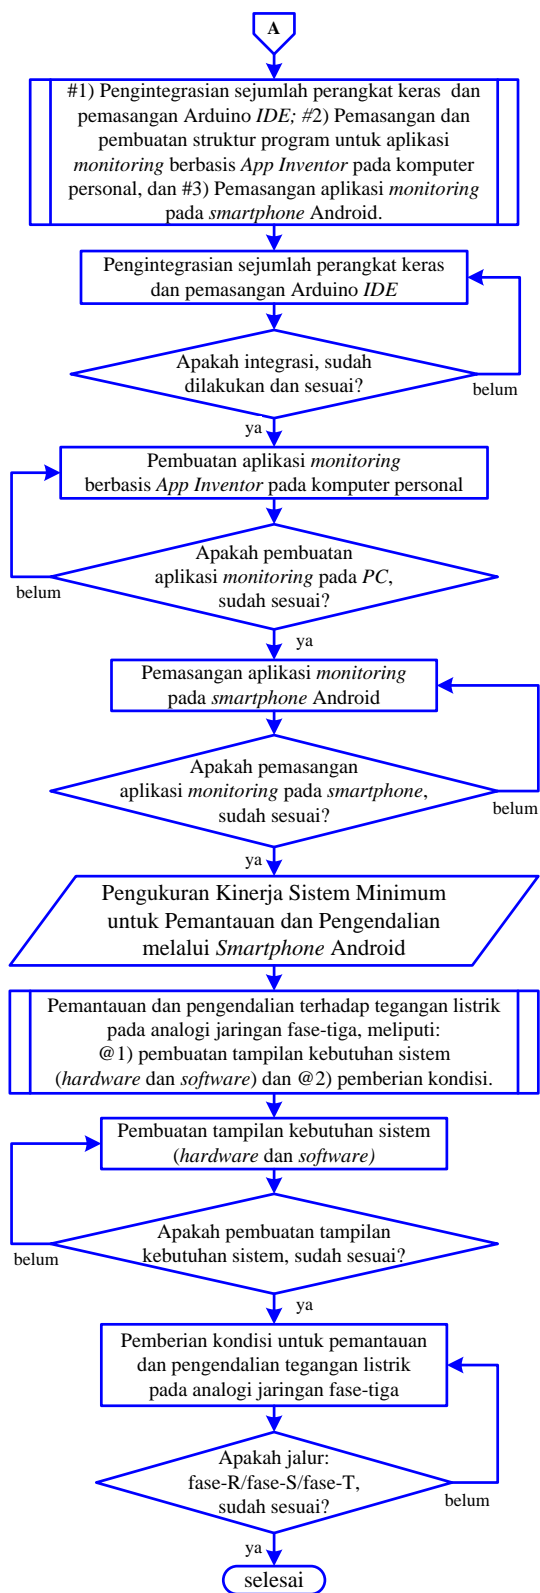 A
#1) Pengintegrasian sejumlah perangkat keras dan
pemasangan Arduino IDE; #2) Pemasangan dan
pembuatan struktur program untuk aplikasi
monitoring berbasis App Inventor pada komputer
personal, dan #3) Pemasangan aplikasi monitoring
pada smartphone Android.
Pengintegrasian sejumlah perangkat keras
dan pemasangan Arduino IDE
Apakah integrasi, sudah
dilakukan dan sesuai?
belum
ya
Pembuatan aplikasi monitoring
berbasis App Inventor pada komputer personal
Apakah pembuatan
aplikasi monitoring pada PC,
sudah sesuai?
belum
ya
Pemasangan aplikasi monitoring
pada smartphone Android
Apakah pemasangan
aplikasi monitoring pada smartphone,
sudah sesuai?
belum
ya
Pengukuran Kinerja Sistem Minimum
untuk Pemantauan dan Pengendalian
melalui Smartphone Android
Pemantauan dan pengendalian terhadap tegangan listrik
pada analogi jaringan fase-tiga, meliputi:
@1) pembuatan tampilan kebutuhan sistem
(hardware dan software) dan @2) pemberian kondisi.
Pembuatan tampilan kebutuhan sistem
(hardware dan software)
Apakah pembuatan tampilan
kebutuhan sistem, sudah sesuai?
belum
ya
Pemberian kondisi untuk pemantauan
dan pengendalian tegangan listrik
pada analogi jaringan fase-tiga
Apakah jalur:
fase-R/fase-S/fase-T,
sudah sesuai?
belum
ya
selesai